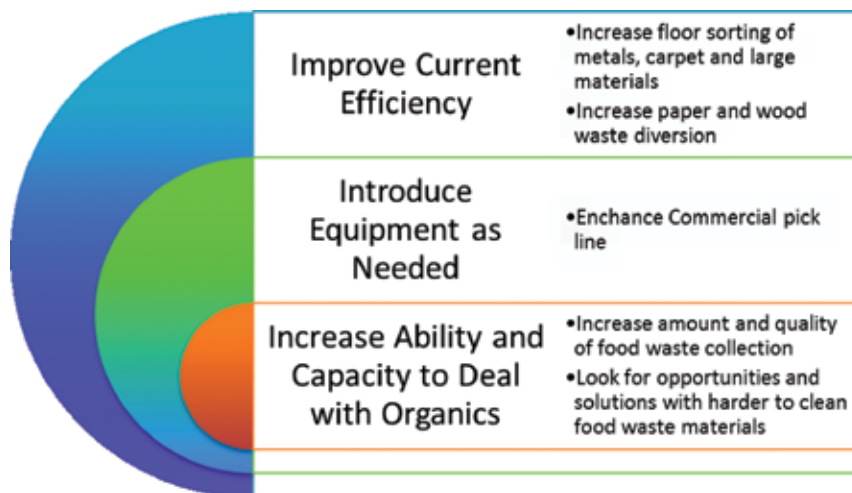 Improve Current
Efficiency
•Increase floor sorting of
metals, carpet and large
materials
•Increase paper and wood
waste diversion
Introduce
Equipment as
Needed
•Enchance Commercial pick
line
Increase Ability and
Capacity to Deal
with Organics
•Increase amount and quality
of food waste collection
•Look for opportunities and
solutions with harder to clean
food waste materials